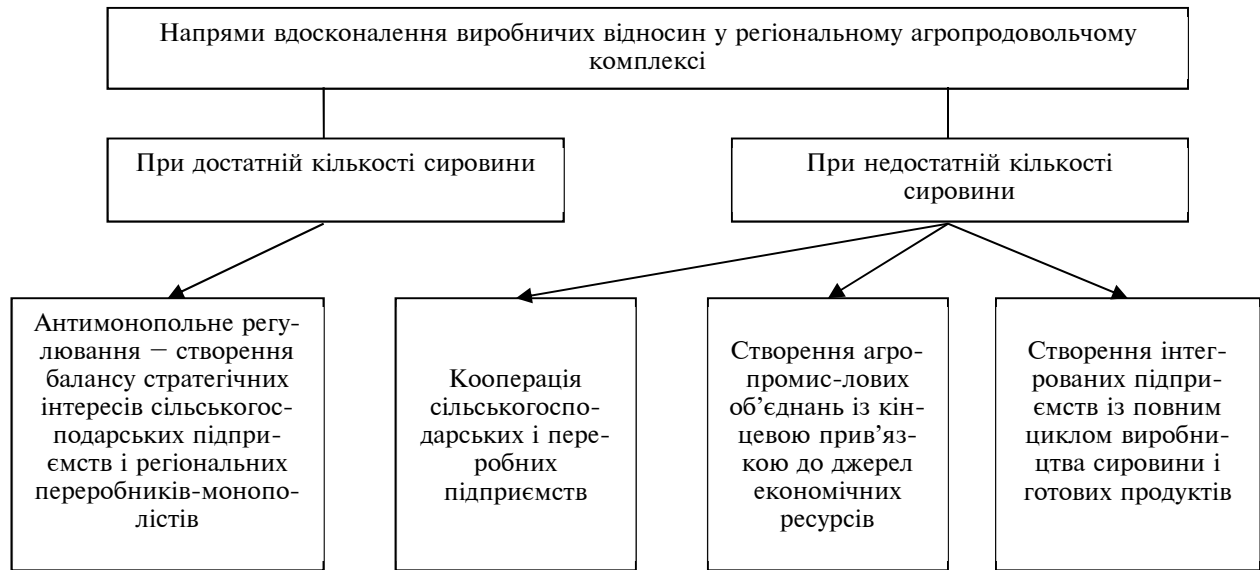 Напрями вдосконалення виробничих відносин у регіональному агропродовольчому
комплексі
При достатній кількості сировини
При недостатній кількості
сировини
Антимонопольне регу-
лювання – створення
балансу стратегічних
інтересів сільськогос-
подарських підпри-
ємств і регіональних
переробників-монопо-
лістів
Кооперація
сільськогоспо-
дарських і пере-
робних
підприємств
Створення агро-
промис-лових
об’єднань із кін-
цевою прив’яз-
кою до джерел
економічних
ресурсів
Створення інтег-
рованих підпри-
ємств із повним
циклом виробни-
цтва сировини і
готових продуктів